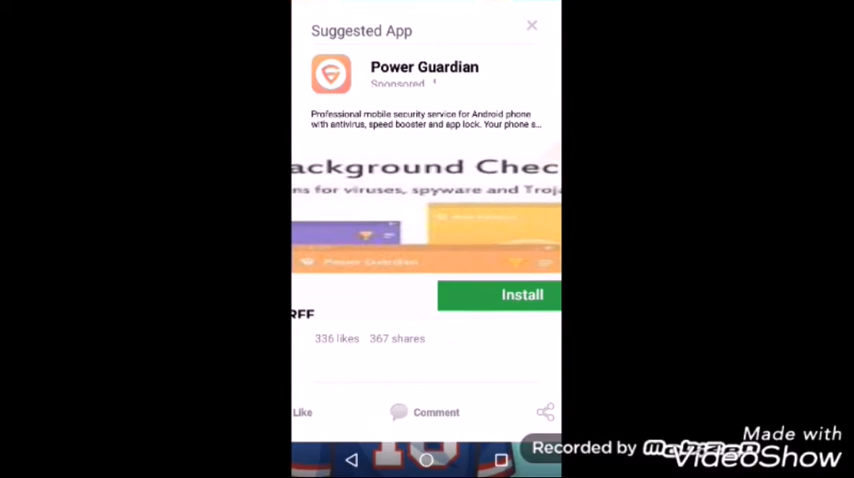 Suggested App
Power Guardian
Sponsored
Professional mobile security service for Android phone
with antivirus, speed booster and app lock. Your phone s...
ackground Chec
ns for viruses, spyware and Troja
Power Guardian
Install
REE
336 likes 367 shares
Like
Comment
Recorded by
Made with
VideoShow